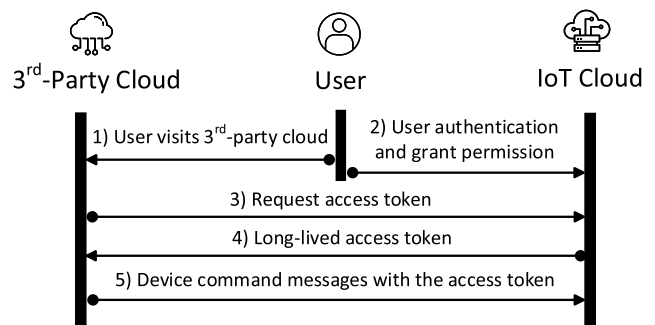 3rd-Party Cloud
User
IoT Cloud
1) User visits 3rd-party cloud
2) User authentication
and grant permission
3) Request access token
4) Long-lived access token
5) Device command messages with the access token